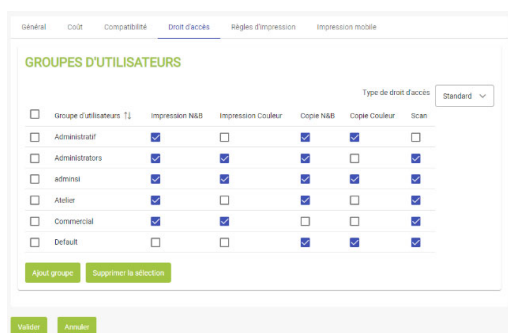 Général Coût Compatibilité Droit d'accès Règles d'impression Impression mobile
GROUPES D'UTILISATEURS
Type de droit d'accès Standard
Groupe d'utilisateurs Impression N&B Impression Couleur Copie N&B Copie Couleur Scan
Administratif
Administrators
adminsi
Atelier
Commercial
Default
Ajout groupe Supprimer la sélection
Valider Annuler